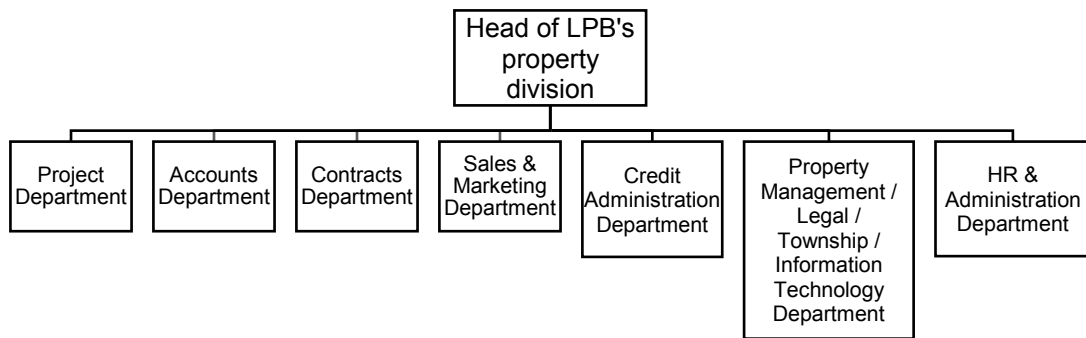 Head of LPB's
property
division
Project
Department
Accounts
Department
Contracts
Department
Sales &
Marketing
Department
Credit
Administration
Department
Property
Management /
Legal /
Township /
Information
Technology
Department
HR &
Administration
Department